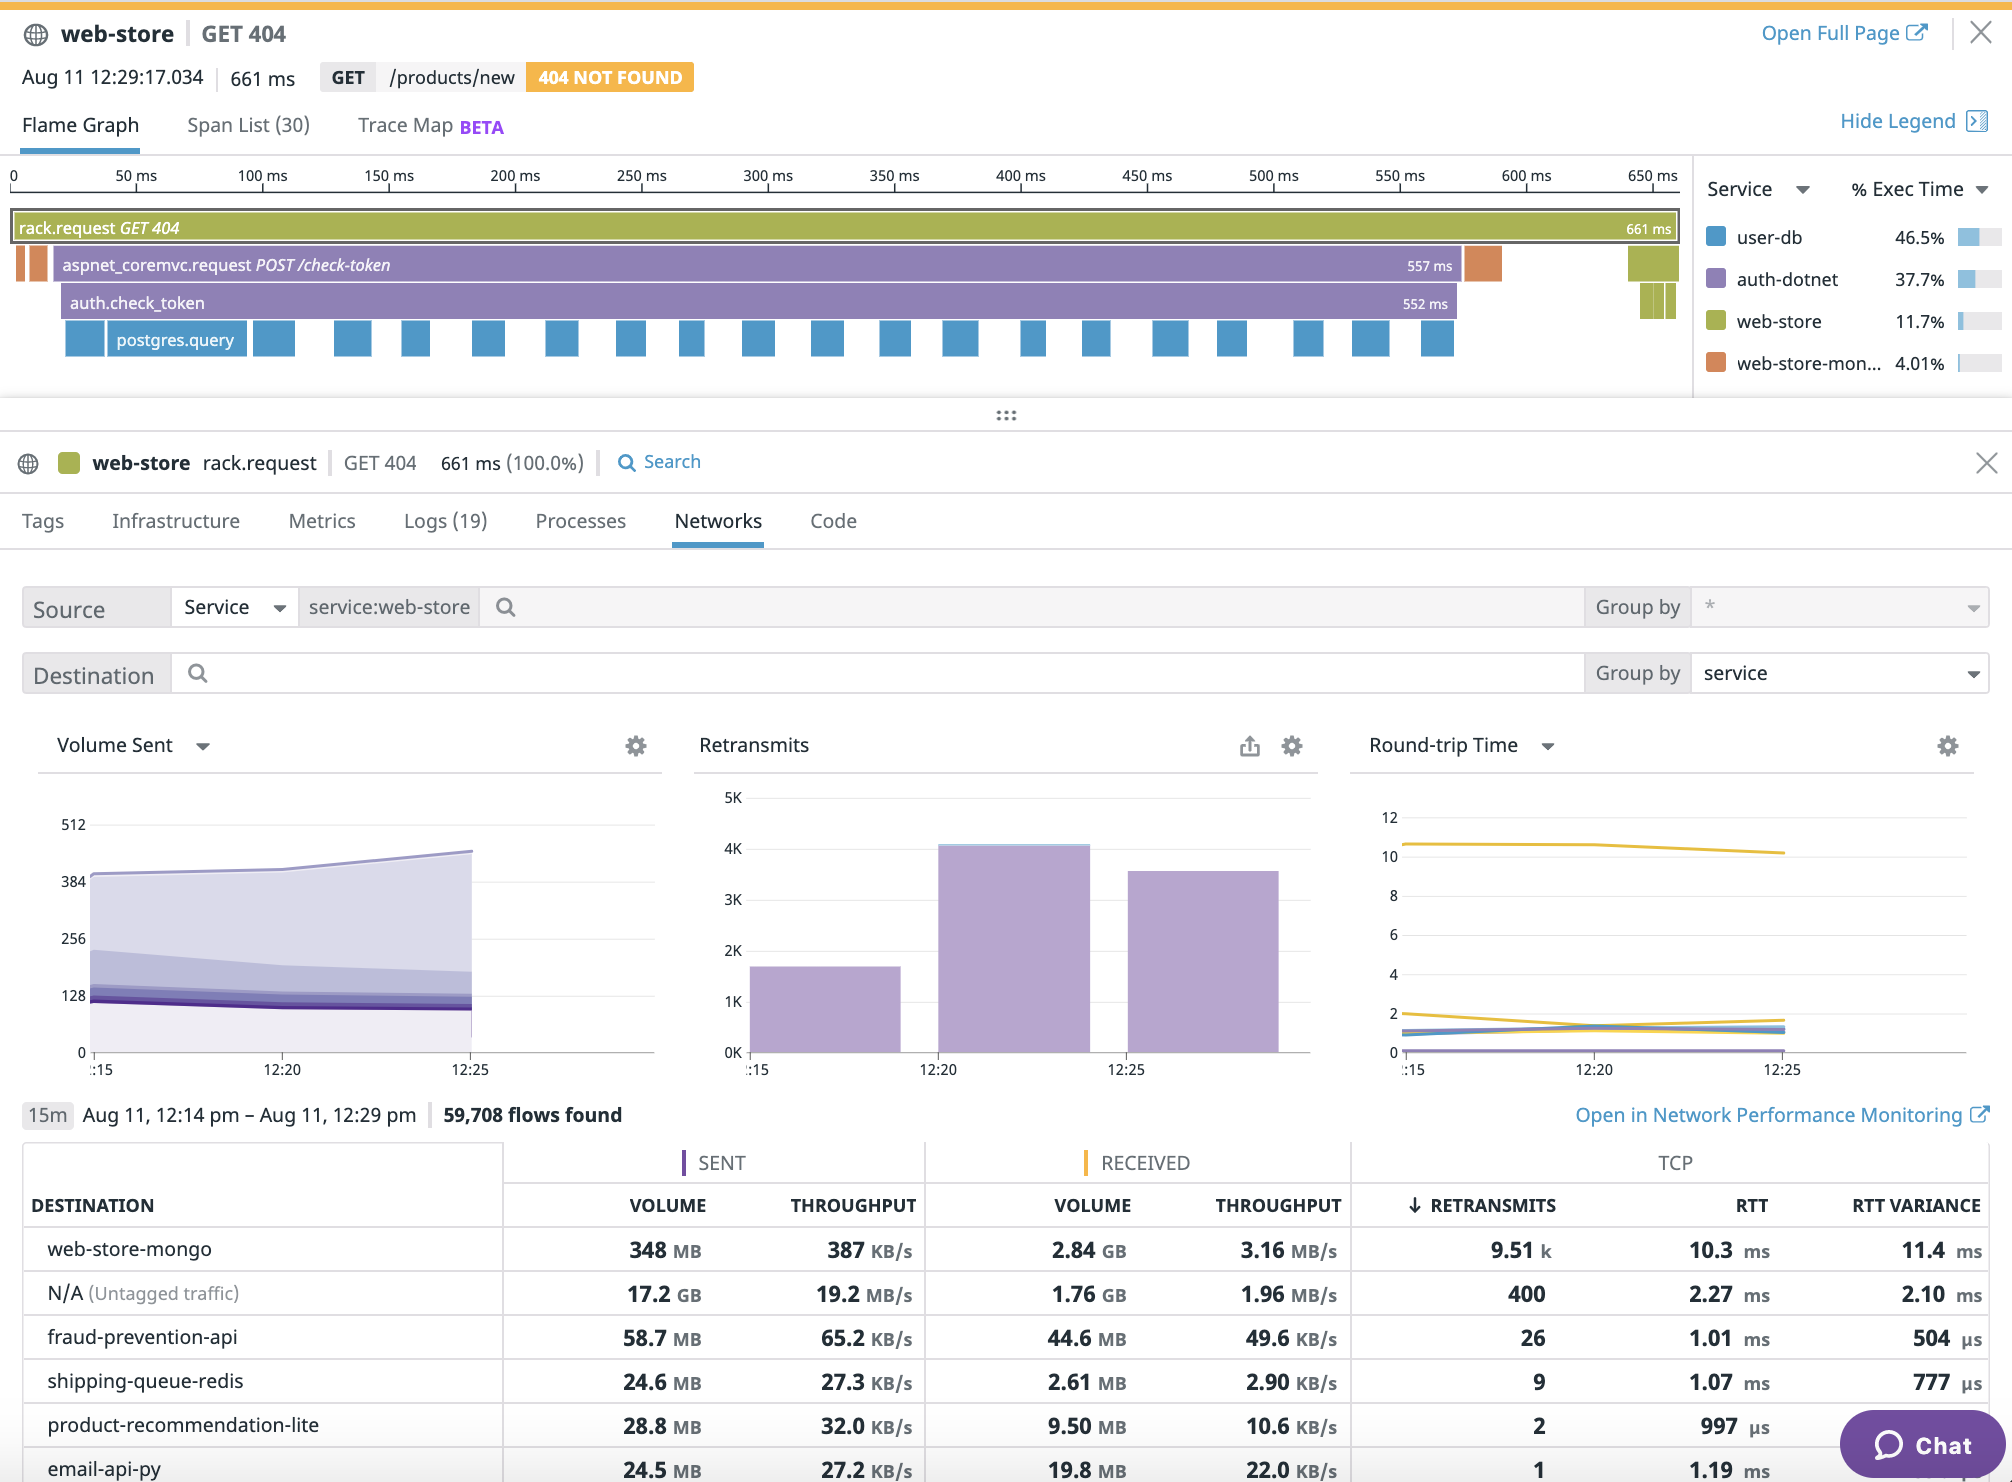 web-store GET 404 Open Full Page
Aug 11 12:29:17.034 661 ms GET /products/new 404 NOT FOUND
Flame Graph Span List (30) Trace Map BETA Hide Legend
0 50 ms 100 ms 150 ms 200 ms 250 ms 300 ms 350 ms 400 ms 450 ms 500 ms 550 ms 600 ms 650 ms
Service % Exec Time
rack.request GET 404 661 ms
user-db 46.5%
aspnet_coremvc.request POST /check-token 557 ms
auth-dotnet 37.7%
auth.check_token 552 ms
web-store 11.7%
postgres.query
web-store-mon... 4.01%
web-store rack.request GET 404 661 ms (100.0%) Search
Tags Infrastructure Metrics Logs (19) Processes Networks Code
Source Service service:web-store Group by *
Destination Group by service
Volume Sent
512
384
256
128
0
:15 12:20 12:25
Retransmits
5K
4K
3K
2K
1K
0K
:15 12:20 12:25
Round-trip Time
12
10
8
6
4
2
0
:15 12:20 12:25
15m Aug 11, 12:14 pm – Aug 11, 12:29 pm 59,708 flows found Open in Network Performance Monitoring
SENT RECEIVED TCP
DESTINATION VOLUME THROUGHPUT VOLUME THROUGHPUT ↓ RETRANSMITS RTT RTT VARIANCE
web-store-mongo 348 MB 387 KB/s 2.84 GB 3.16 MB/s 9.51 k 10.3 ms 11.4 ms
N/A (Untagged traffic) 17.2 GB 19.2 MB/s 1.76 GB 1.96 MB/s 400 2.27 ms 2.10 ms
fraud-prevention-api 58.7 MB 65.2 KB/s 44.6 MB 49.6 KB/s 26 1.01 ms 504 µs
shipping-queue-redis 24.6 MB 27.3 KB/s 2.61 MB 2.90 KB/s 9 1.07 ms 777 µs
product-recommendation-lite 28.8 MB 32.0 KB/s 9.50 MB 10.6 KB/s 2 997 µs
email-api-py 24.5 MB 27.2 KB/s 19.8 MB 22.0 KB/s 1 1.19 ms
Chat